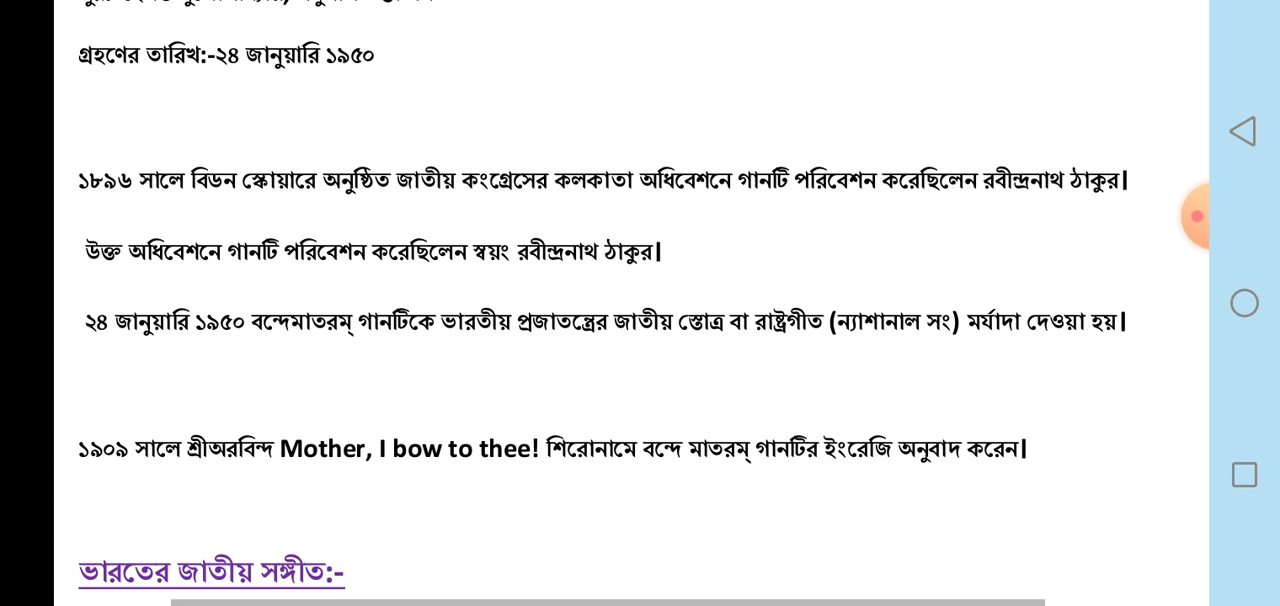 গ্রহণের তারিখ:-২৪ জানুয়ারি ১৯৫০
১৮৯৬ সালে বিডন স্কোয়ারে অনুষ্ঠিত জাতীয় কংগ্রেসের কলকাতা অধিবেশনে গানটি পরিবেশন করেছিলেন রবীন্দ্রনাথ ঠাকুর|
উক্ত অধিবেশনে গানটি পরিবেশন করেছিলেন স্বয়ং রবীন্দ্রনাথ ঠাকুর|
২৪ জানুয়ারি ১৯৫০ বন্দেমাতরম্ গানটিকে ভারতীয় প্রজাতন্ত্রের জাতীয় স্তোত্র বা রাষ্ট্রগীত (ন্যাশানাল সং) মর্যাদা দেওয়া হয়|
১৯০৯ সালে শ্রীঅরবিন্দ Mother, I bow to thee! শিরোনামে বন্দে মাতরম্ গানটির ইংরেজি অনুবাদ করেন|
ভারতের জাতীয় সঙ্গীত:-